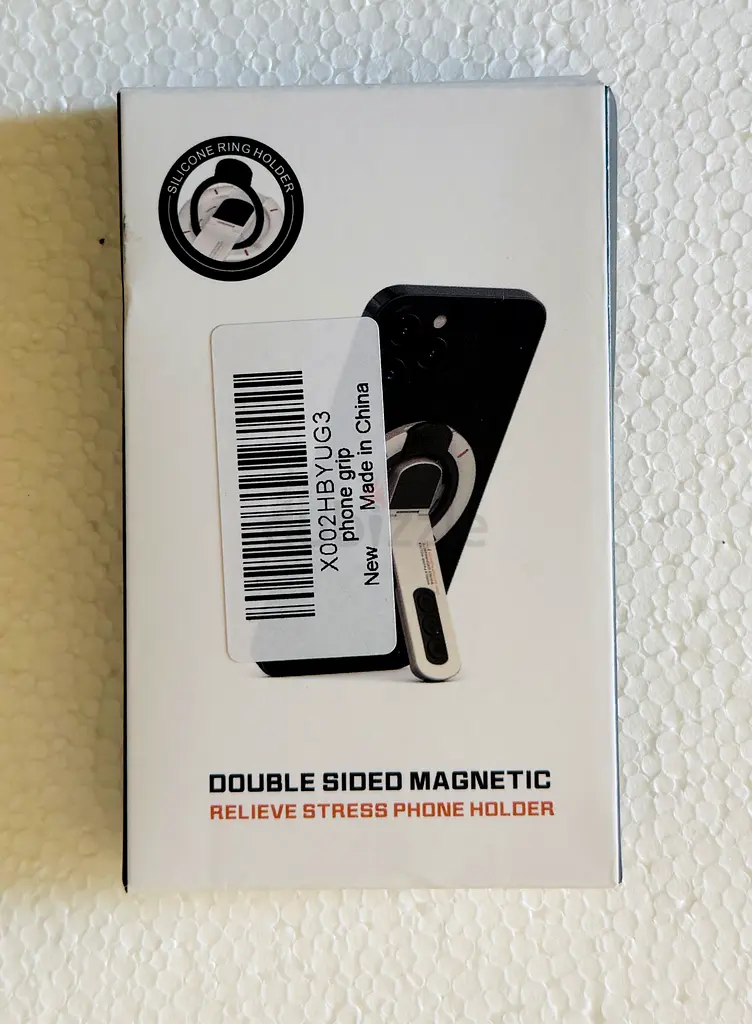 SILICONE RING HOLDER
X002HBYUG3
phone grip
New Made in China
DOUBLE SIDED MAGNETIC
RELIEVE STRESS PHONE HOLDER